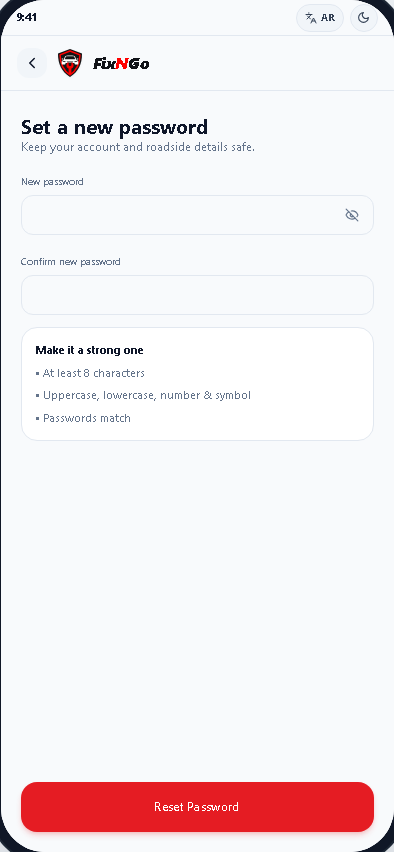 9:41
AR
FixNGo
Set a new password
Keep your account and roadside details safe.
New password
Confirm new password
Make it a strong one
• At least 8 characters
• Uppercase, lowercase, number & symbol
• Passwords match
Reset Password